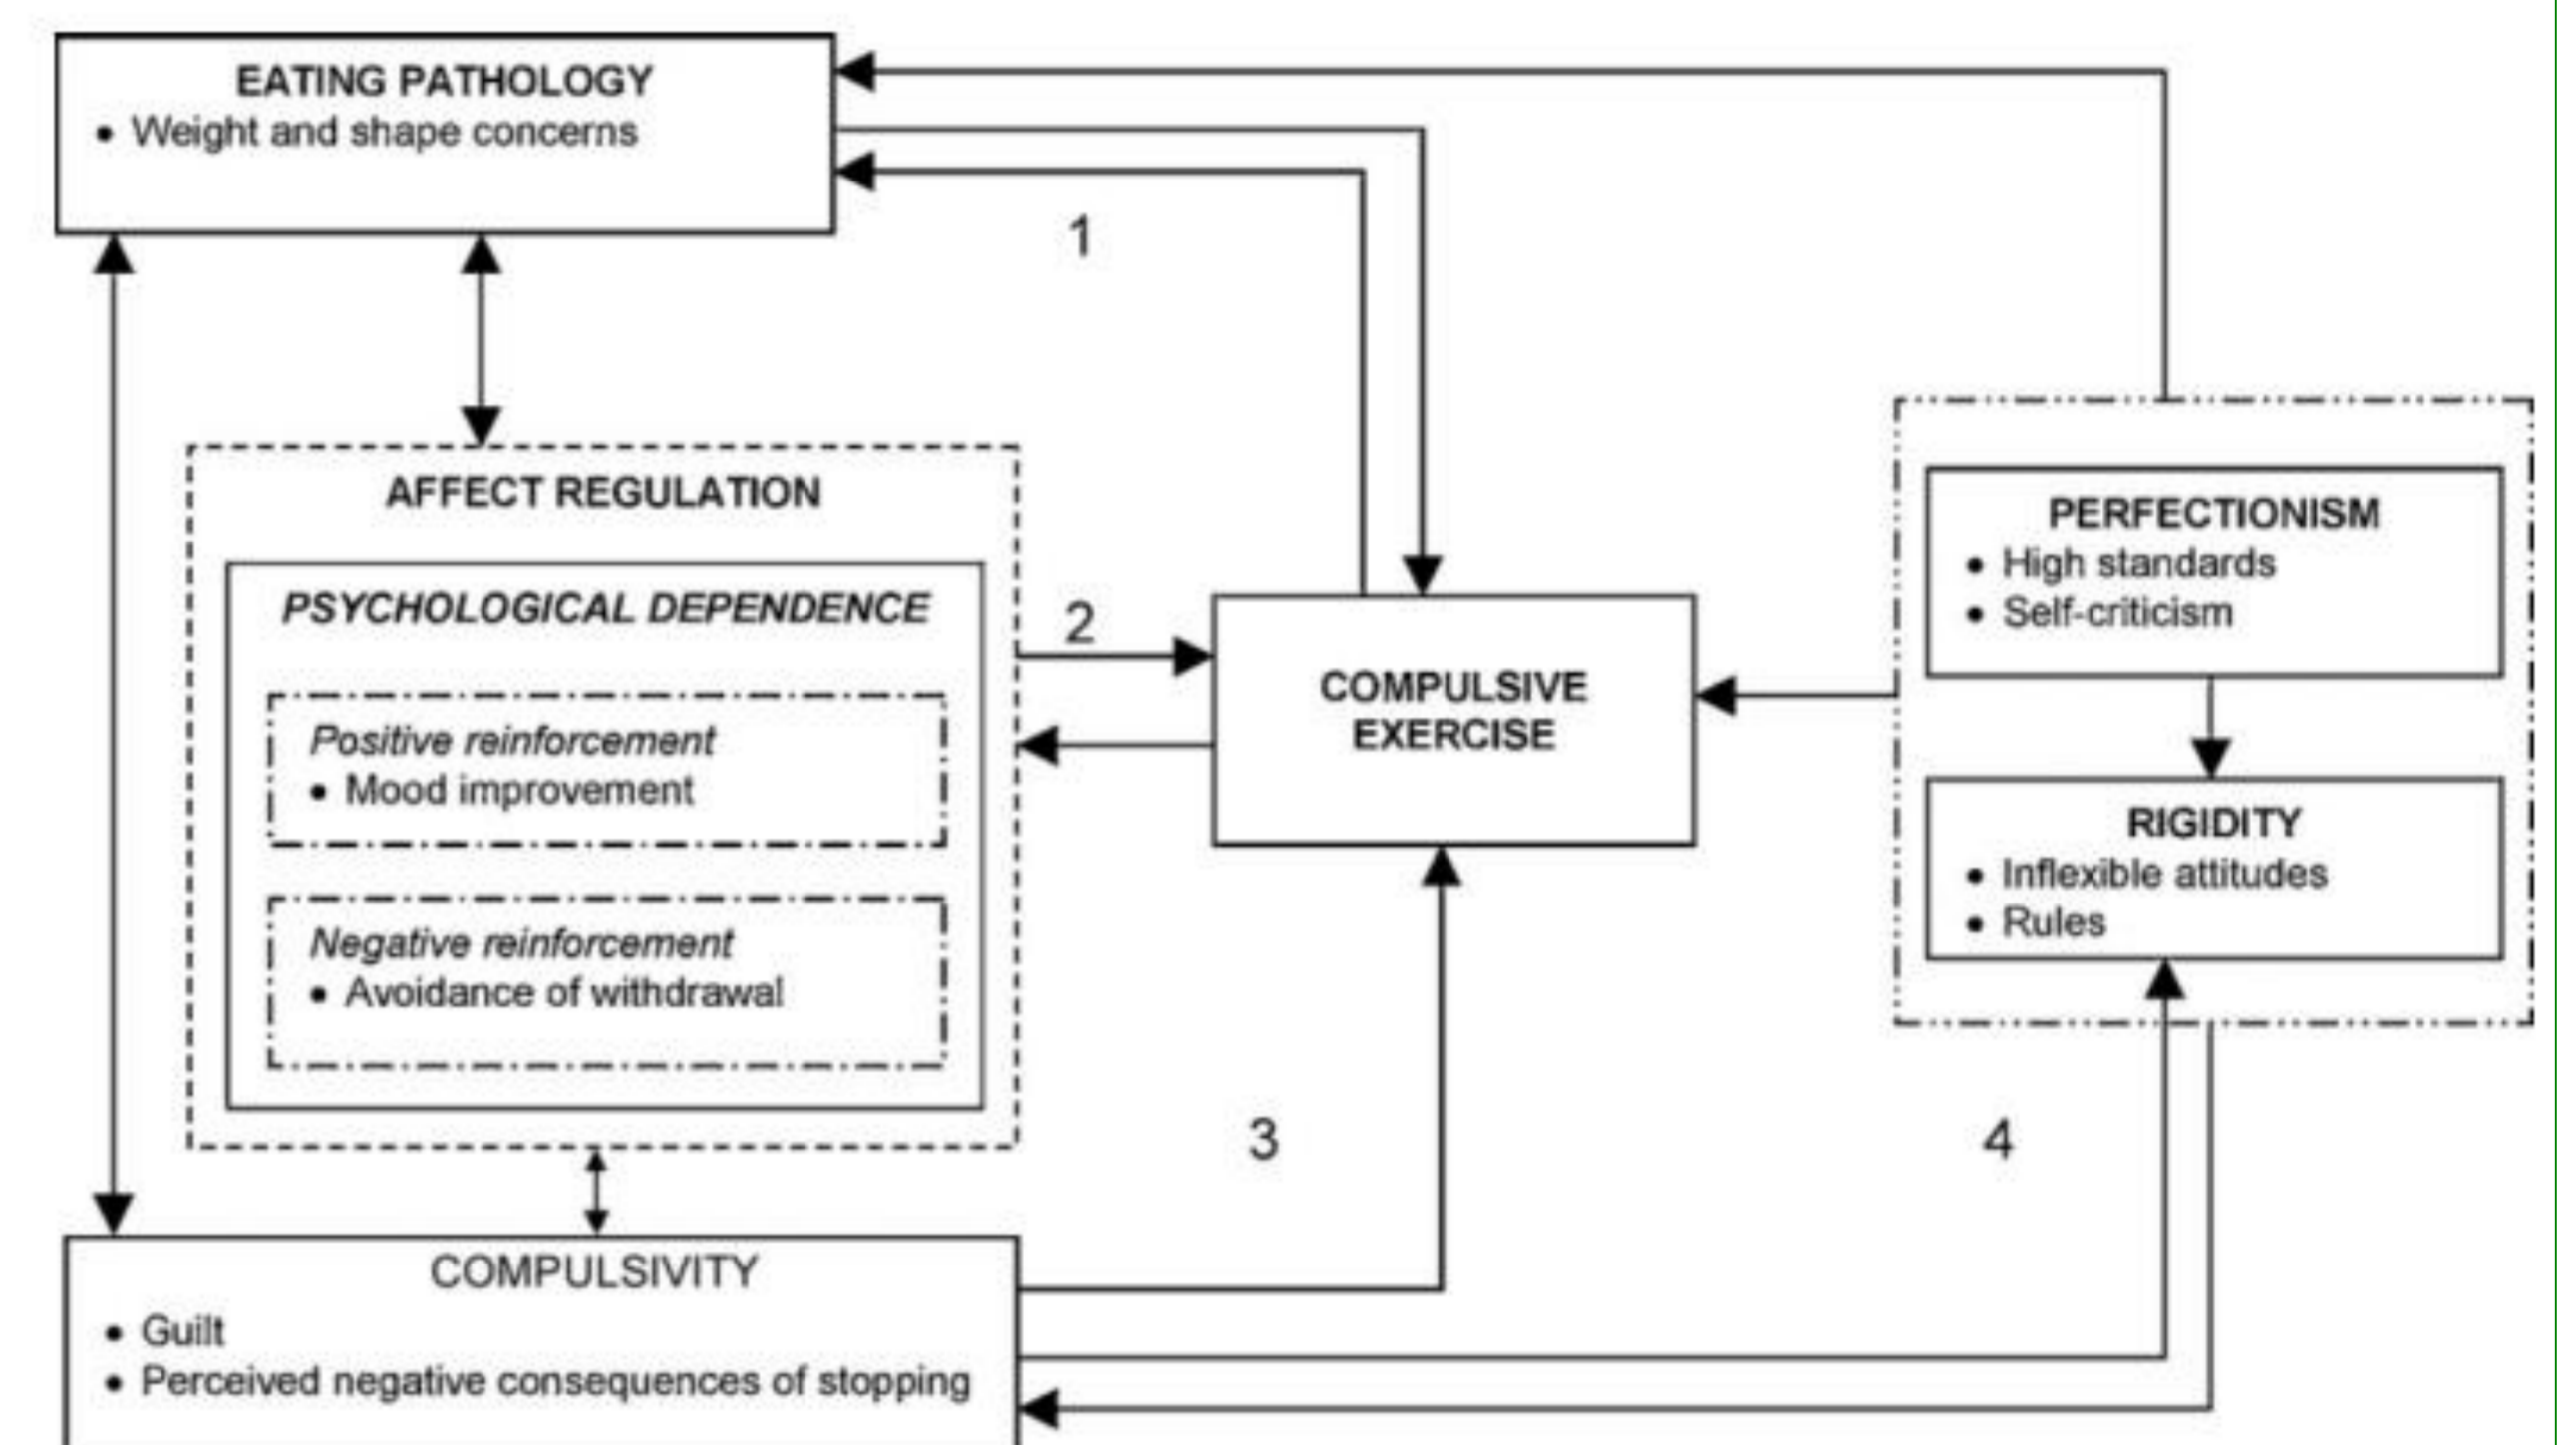 EATING PATHOLOGY
• Weight and shape concerns
1
AFFECT REGULATION
PSYCHOLOGICAL DEPENDENCE
Positive reinforcement
• Mood improvement
Negative reinforcement
• Avoidance of withdrawal
2
COMPULSIVE
EXERCISE
PERFECTIONISM
• High standards
• Self-criticism
RIGIDITY
• Inflexible attitudes
• Rules
3
4
COMPULSIVITY
• Guilt
• Perceived negative consequences of stopping